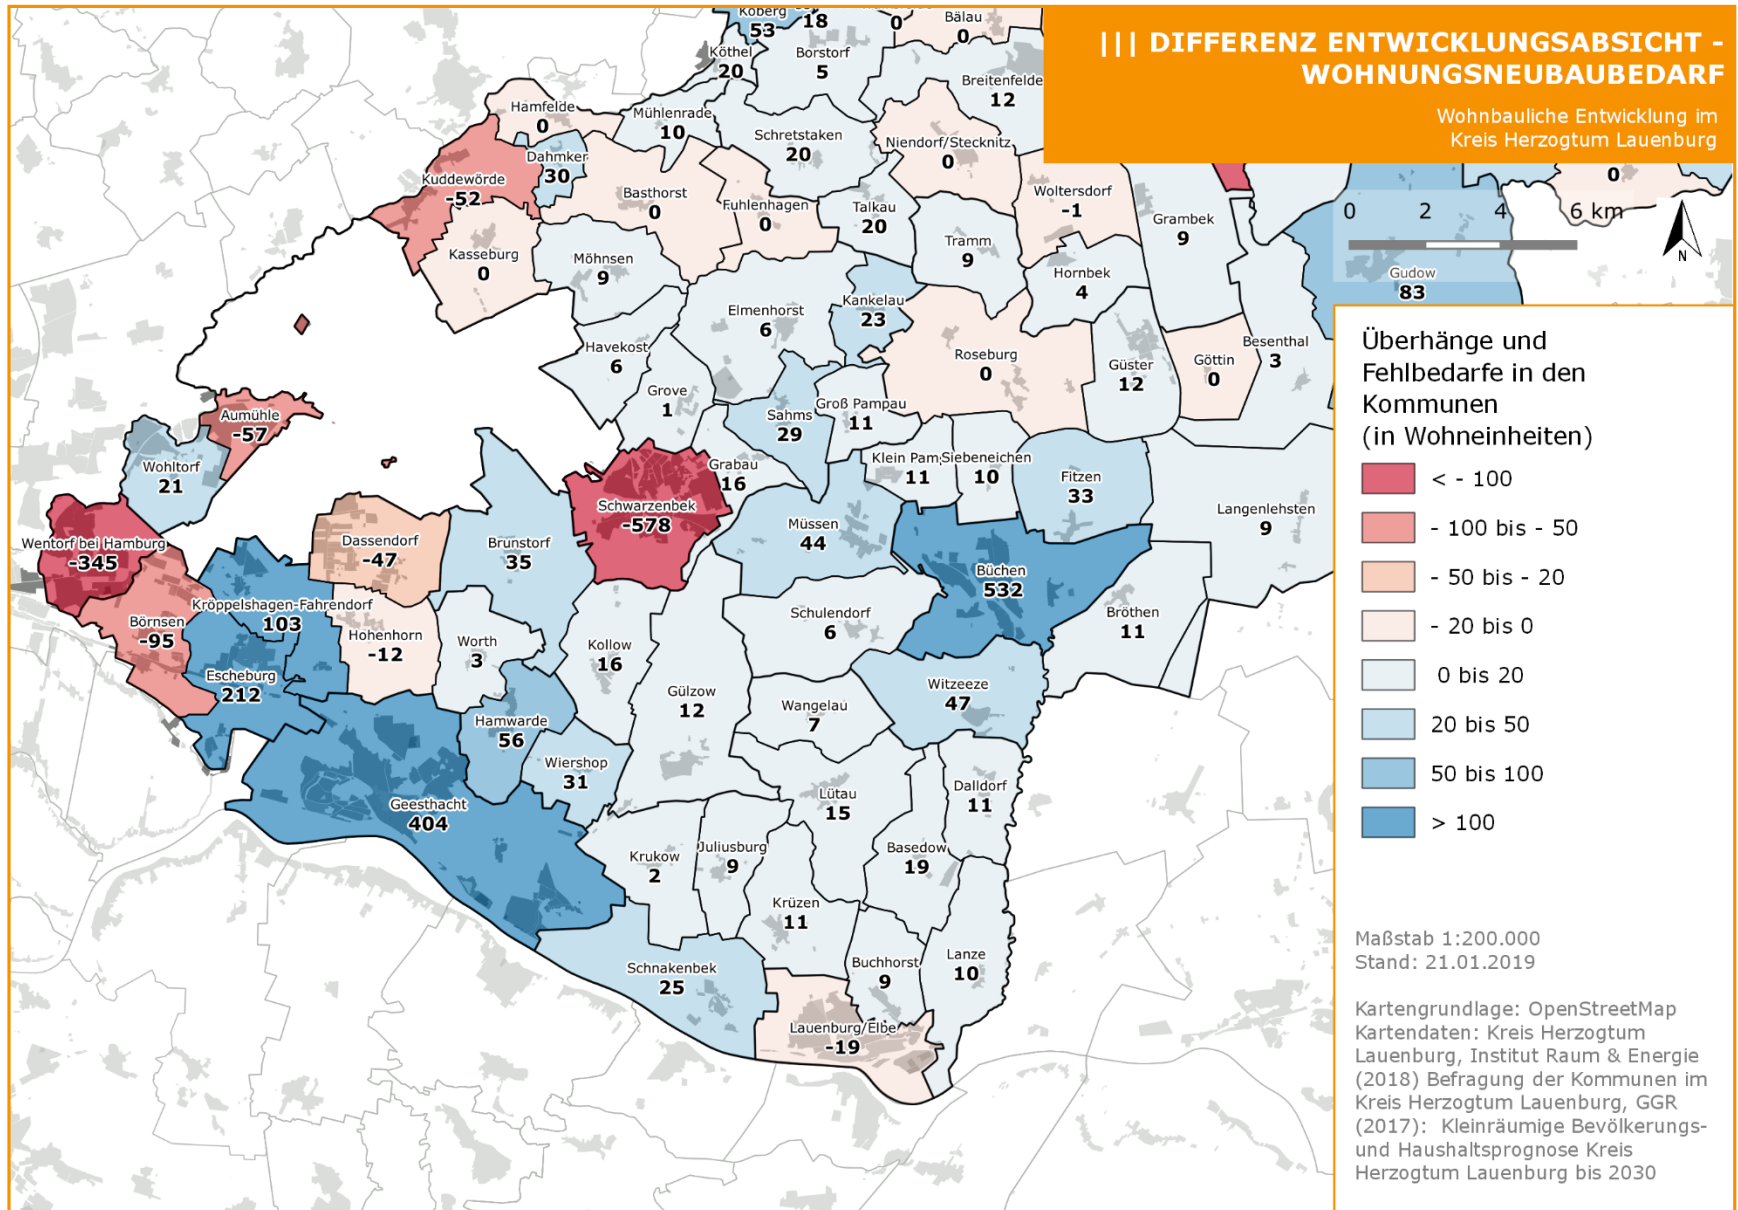 ||| DIFFERENZ ENTWICKLUNGSABSICHT -
WOHNUNGSNEUBAUBEDARF
Wohnbauliche Entwicklung im
Kreis Herzogtum Lauenburg
Koberg
53
18
0
Bälau
0
Köthel
20
Borstorf
5
Breitenfelde
12
Hamfelde
0
Mühlenrade
10
Schretstaken
20
Niendorf/Stecknitz
0
Dahmker
30
Kuddewörde
-52
Basthorst
0
Fuhlenhagen
0
Talkau
20
Woltersdorf
-1
Grambek
9
0
0 2 4 6 km
N
Kasseburg
0
Möhnsen
9
Tramm
9
Hornbek
4
Gudow
83
Elmenhorst
6
Kankelau
23
Havekost
6
Roseburg
0
Güster
12
Göttin
0
Besenthal
3
Grove
1
Sahms
29
Groß Pampau
11
Aumühle
-57
Wohltorf
21
Grabau
16
Klein Pam
11
Siebeneichen
10
Fitzen
33
Schwarzenbek
-578
Müssen
44
Langenlehsten
9
Wentorf bei Hamburg
-345
Dassendorf
-47
Brunstorf
35
Büchen
532
Kröppelshagen-Fahrendorf
103
Börnsen
-95
Hohenhorn
-12
Worth
3
Kollow
16
Schulendorf
6
Bröthen
11
Escheburg
212
Gülzow
12
Witzeeze
47
Wangelau
7
Hamwarde
56
Wiershop
31
Geesthacht
404
Lütau
15
Dalldorf
11
Krukow
2
Juliusburg
9
Basedow
19
Krüzen
11
Schnakenbek
25
Buchhorst
9
Lanze
10
Lauenburg/Elbe
-19
Überhänge und
Fehlbedarfe in den
Kommunen
(in Wohneinheiten)
< - 100
- 100 bis - 50
- 50 bis - 20
- 20 bis 0
0 bis 20
20 bis 50
50 bis 100
> 100
Maßstab 1:200.000
Stand: 21.01.2019
Kartengrundlage: OpenStreetMap
Kartendaten: Kreis Herzogtum
Lauenburg, Institut Raum & Energie
(2018) Befragung der Kommunen im
Kreis Herzogtum Lauenburg, GGR
(2017): Kleinräumige Bevölkerungs-
und Haushaltsprognose Kreis
Herzogtum Lauenburg bis 2030